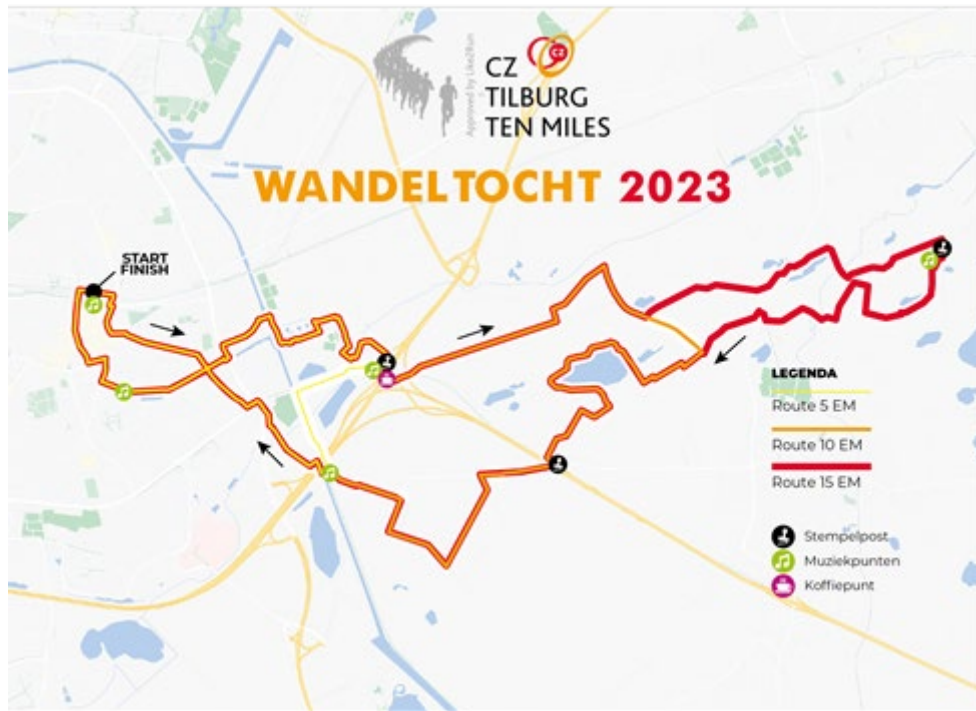 Approved by Like2Run
CZ
CZ
TILBURG
TEN MILES
WANDELTOCHT 2023
START
FINISH
LEGENDA
Route 5 EM
Route 10 EM
Route 15 EM
Stempelpost
Muziekpunten
Koffiepunt